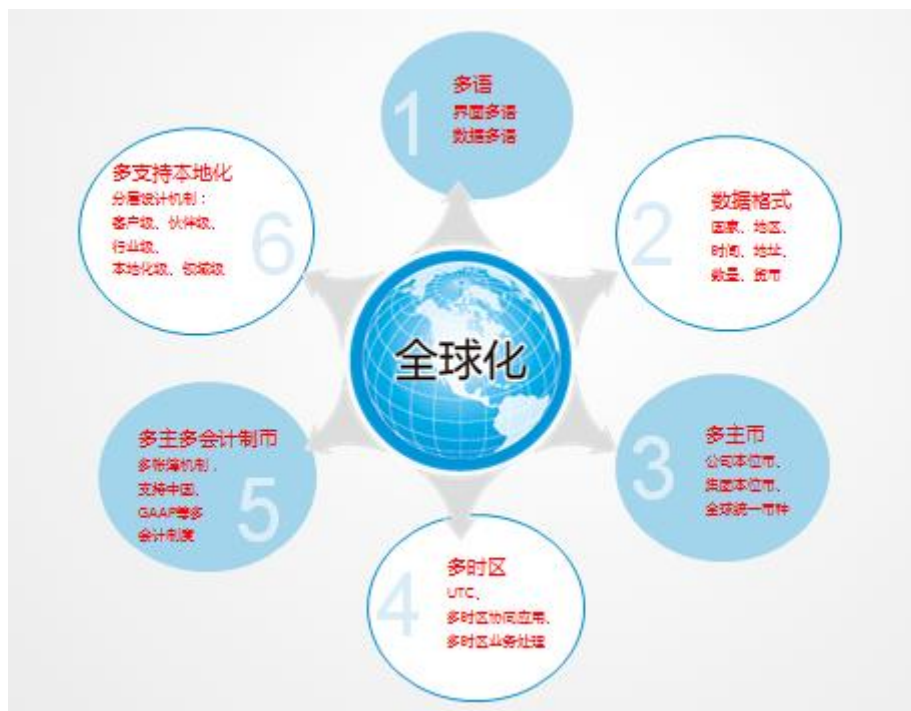 1
多语
界面多语
数据多语
2
数据格式
国家、地区、
时间、地址、
数量、货币
3
多主币
公司本位币、
集团本位币、
全球统一币种
4
多时区
UTC、
多时区协同应用、
多时区业务处理
5
多主多会计制币
多帐簿机制，
支持中国、
GAAP等多
会计制度
6
多支持本地化
分层设计机制：
客户级、伙伴级、
行业级、
本地化级、领域级
全球化